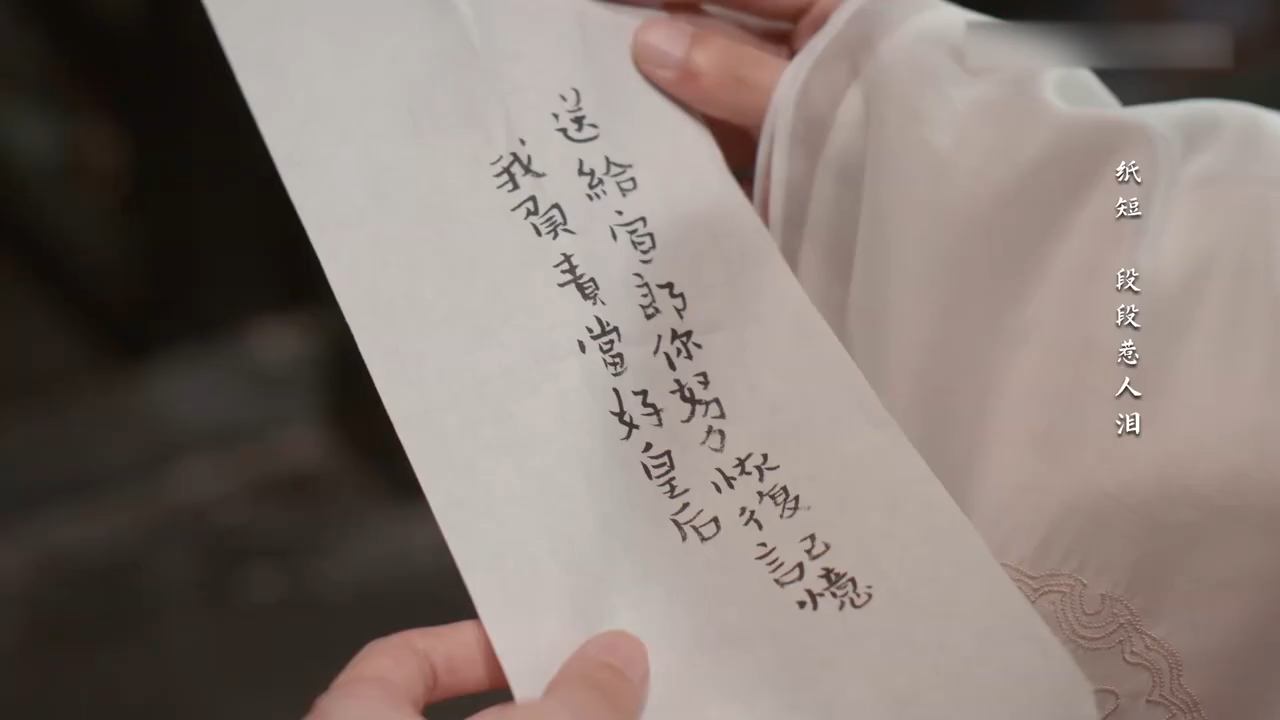 送給宣郎你努力恢復記憶
我負責當好皇后
纸短 段段惹人泪